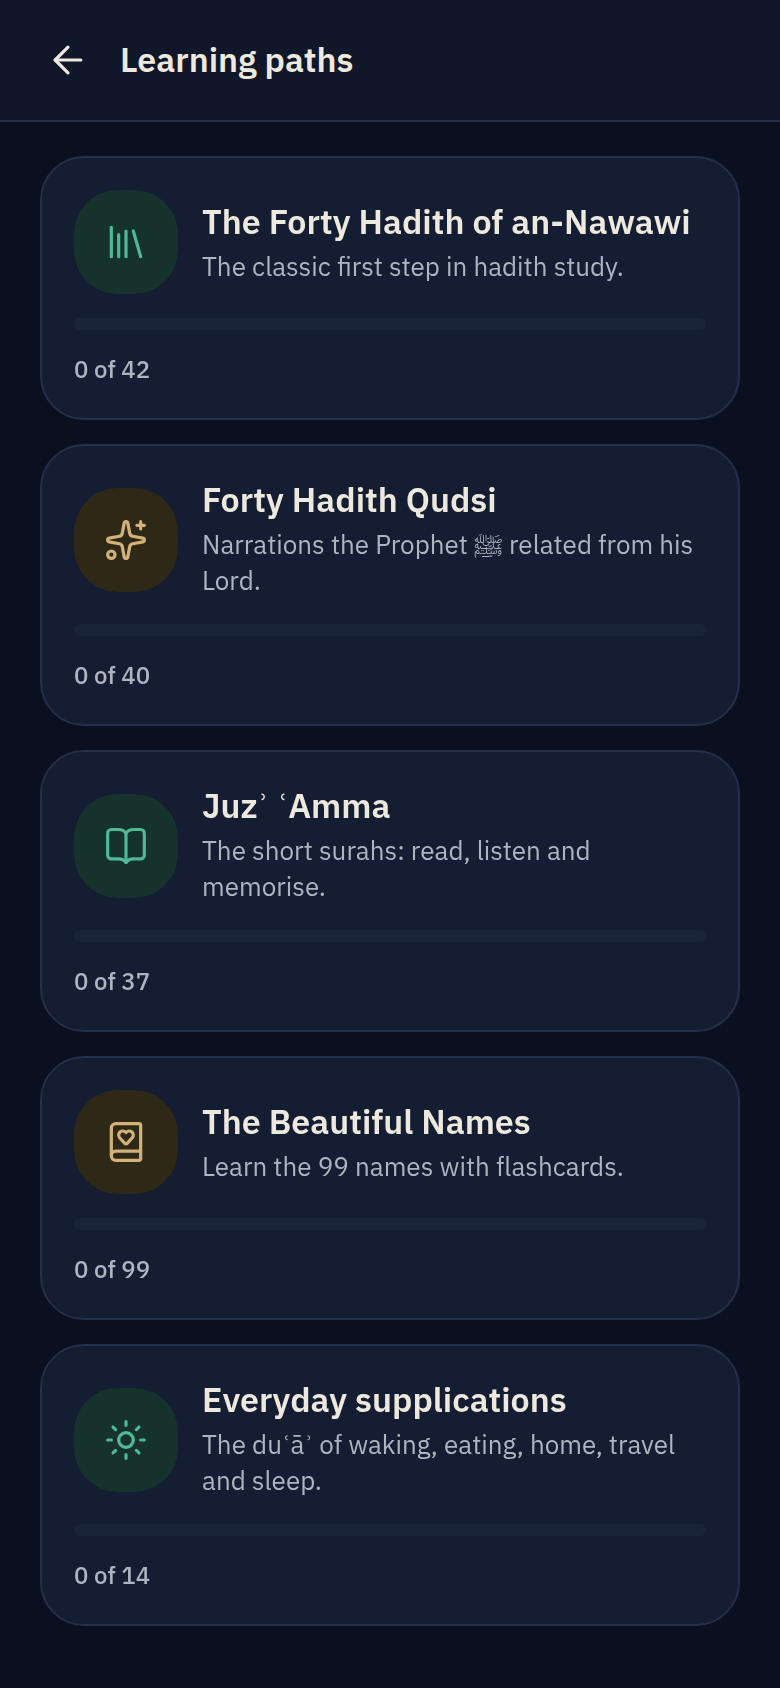 Learning paths
The Forty Hadith of an-Nawawi
The classic first step in hadith study.
0 of 42
Forty Hadith Qudsi
Narrations the Prophet ﷺ related from his
Lord.
0 of 40
Juzʾ ʿAmma
The short surahs: read, listen and
memorise.
0 of 37
The Beautiful Names
Learn the 99 names with flashcards.
0 of 99
Everyday supplications
The duʿāʾ of waking, eating, home, travel
and sleep.
0 of 14